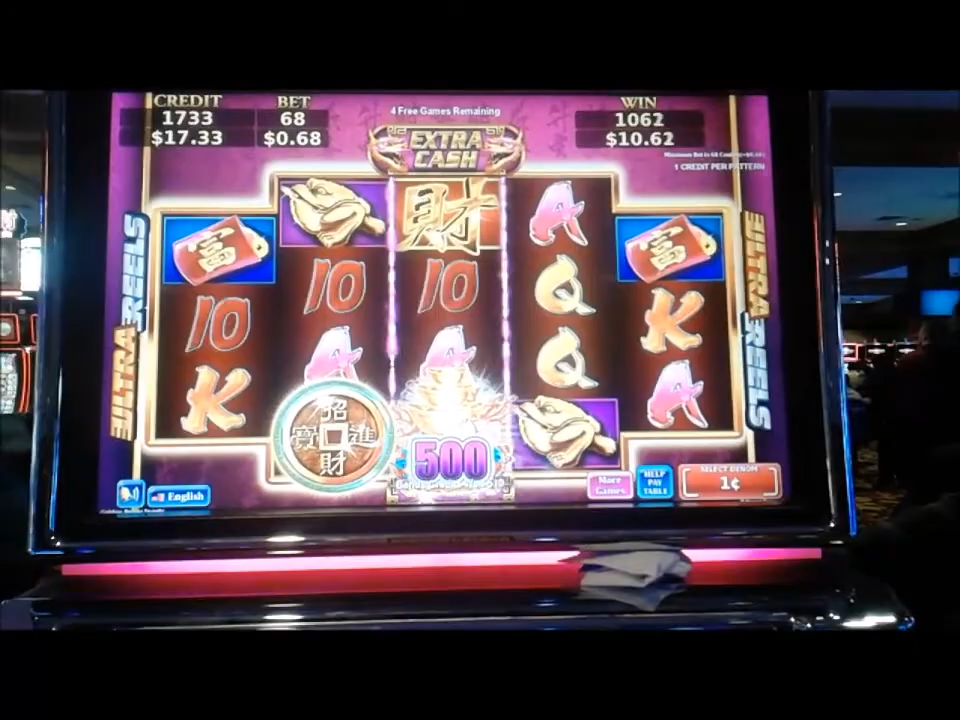 CREDIT
BET
4 Free Games Remaining
WIN
1733
68
1062
$17.33
$0.68
$10.62
EXTRA
CASH
1 CREDIT PER PATTERN
財
A
富
富
ULTRA REELS
ULTRA REELS
10
10
10
Q
K
K
A
A
Q
A
招
寶 進
財
500
English
More
Games
HELP
PAY
TABLE
SELECT DENOM
1¢